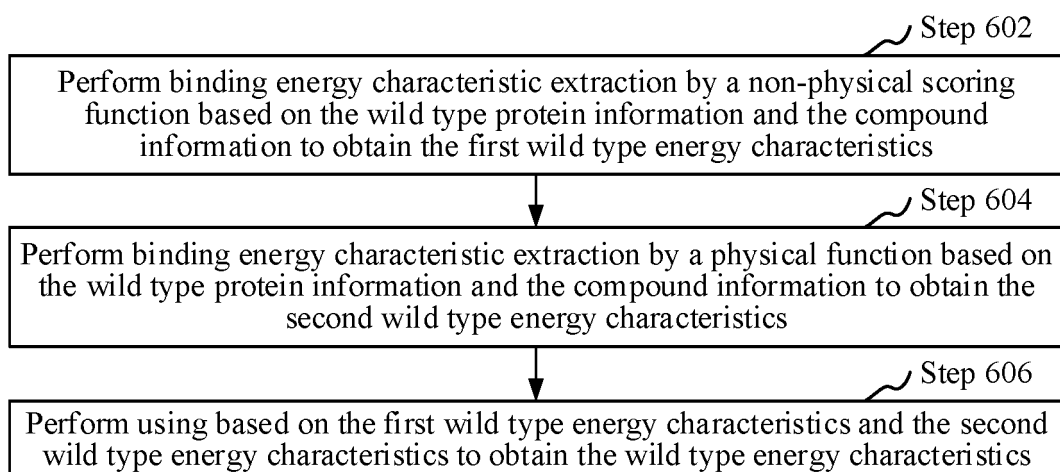 Step 602
Perform binding energy characteristic extraction by a non-physical scoring
function based on the wild type protein information and the compound
information to obtain the first wild type energy characteristics
Step 604
Perform binding energy characteristic extraction by a physical function based on
the wild type protein information and the compound information to obtain the
second wild type energy characteristics
Step 606
Perform using based on the first wild type energy characteristics and the second
wild type energy characteristics to obtain the wild type energy characteristics